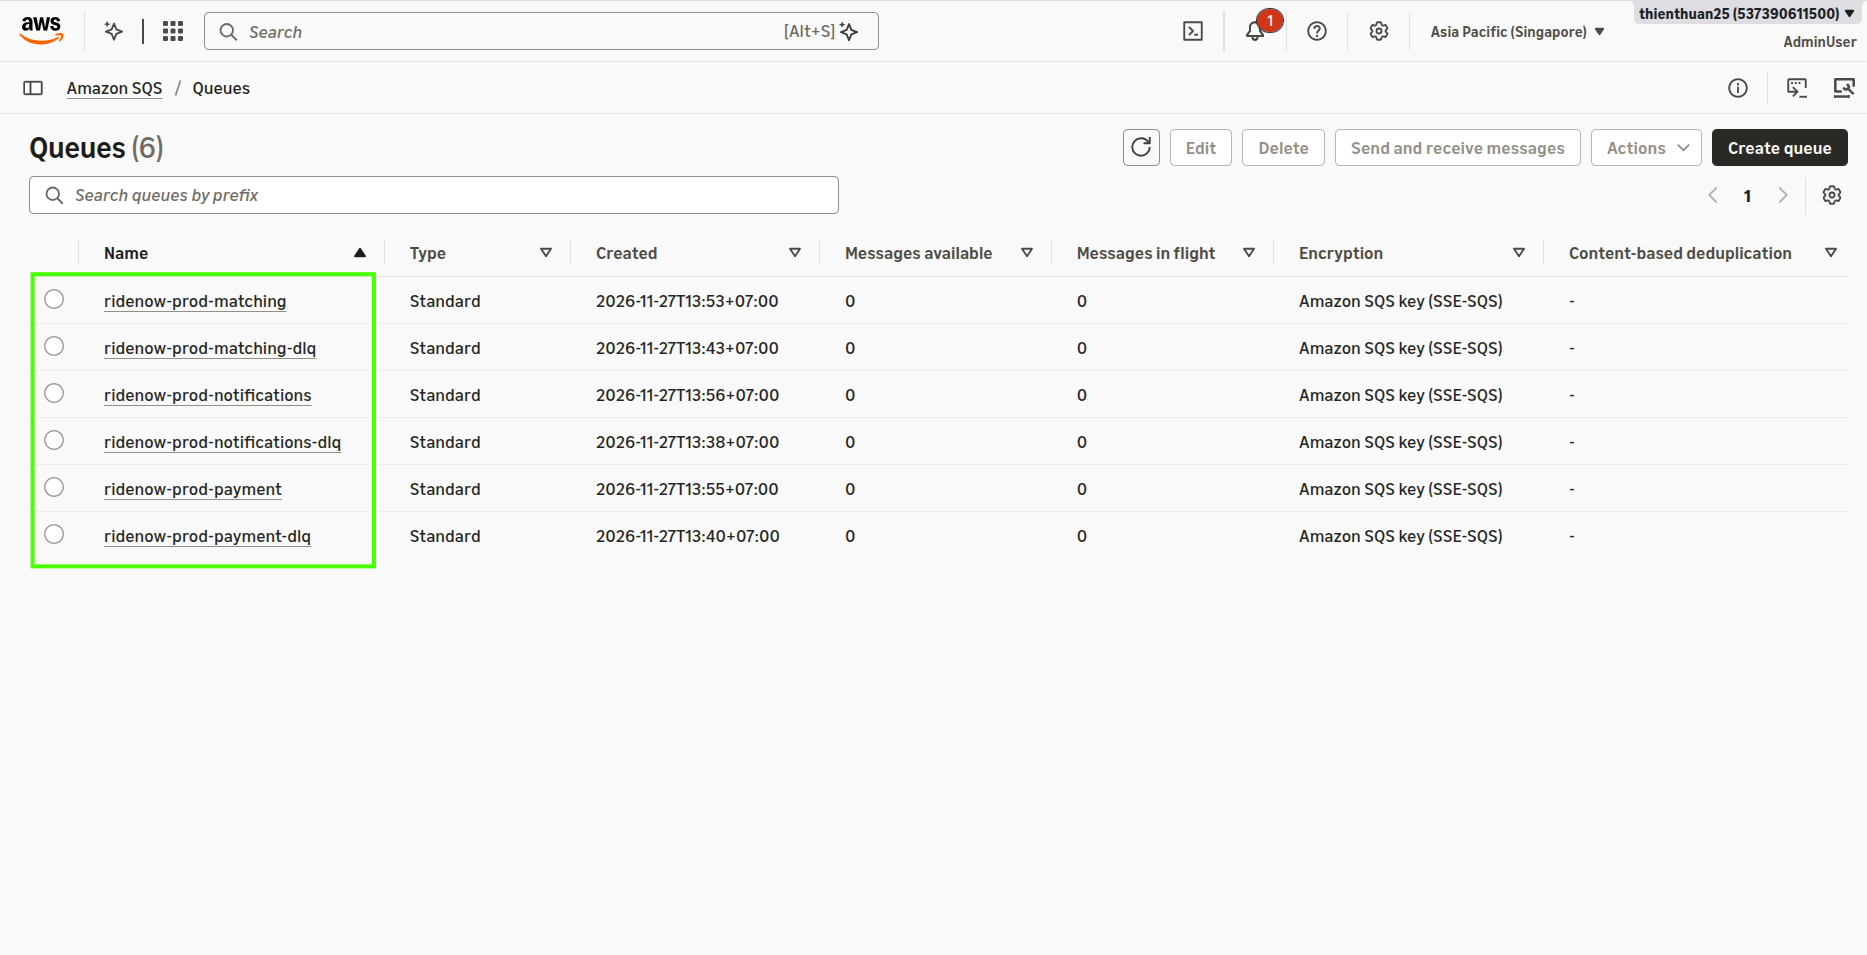 aws Search [Alt+S] 1 Asia Pacific (Singapore) thienthuan25 (537390611500)
AdminUser
Amazon SQS / Queues
Queues (6) Edit Delete Send and receive messages Actions Create queue
Search queues by prefix 1
Name Type Created Messages available Messages in flight Encryption Content-based deduplication
ridenow-prod-matching Standard 2026-11-27T13:53+07:00 0 0 Amazon SQS key (SSE-SQS) -
ridenow-prod-matching-dlq Standard 2026-11-27T13:43+07:00 0 0 Amazon SQS key (SSE-SQS) -
ridenow-prod-notifications Standard 2026-11-27T13:56+07:00 0 0 Amazon SQS key (SSE-SQS) -
ridenow-prod-notifications-dlq Standard 2026-11-27T13:38+07:00 0 0 Amazon SQS key (SSE-SQS) -
ridenow-prod-payment Standard 2026-11-27T13:55+07:00 0 0 Amazon SQS key (SSE-SQS) -
ridenow-prod-payment-dlq Standard 2026-11-27T13:40+07:00 0 0 Amazon SQS key (SSE-SQS) -